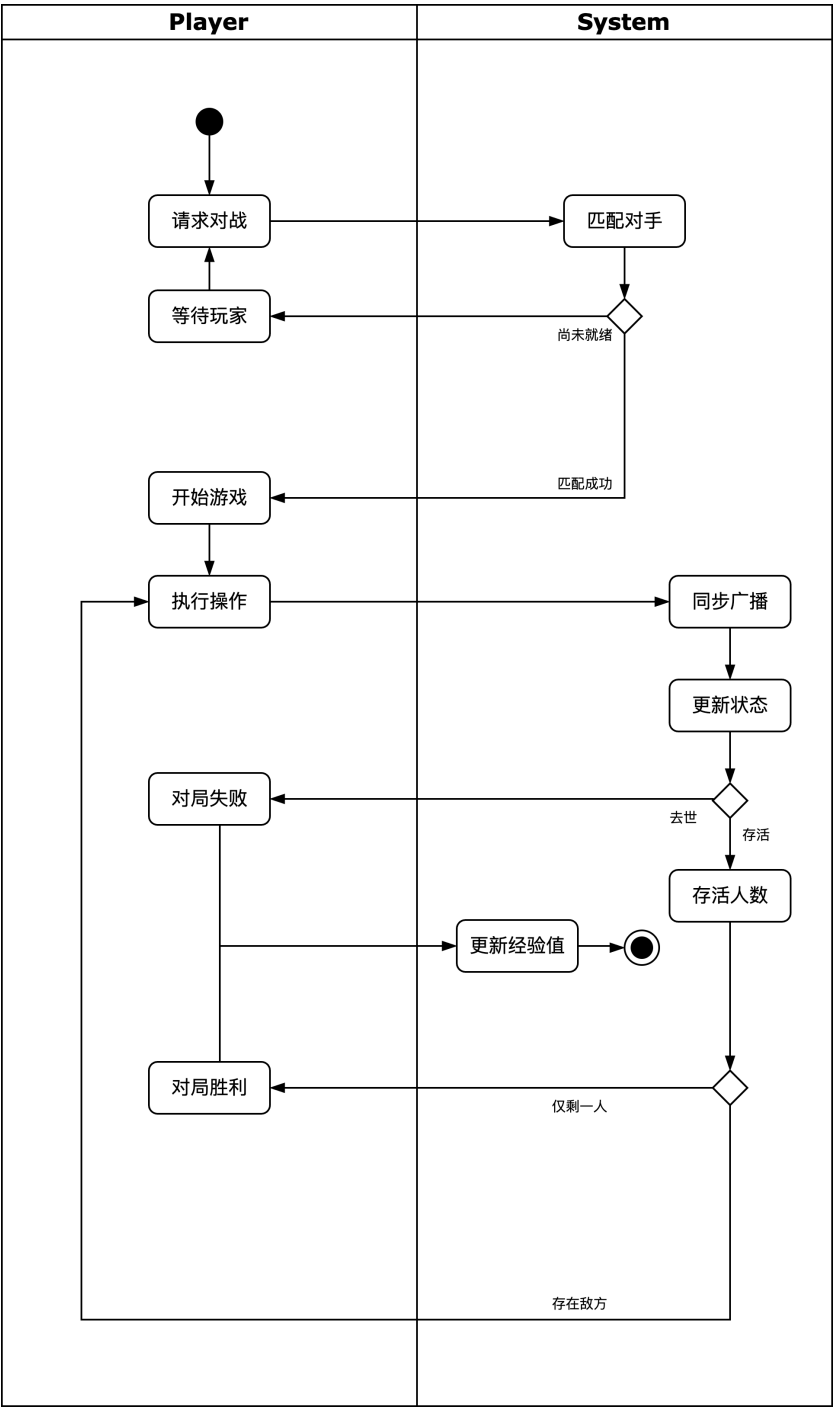 Player
System
请求对战
匹配对手
等待玩家
尚未就绪
匹配成功
开始游戏
执行操作
同步广播
更新状态
对局失败
去世
存活
存活人数
更新经验值
对局胜利
仅剩一人
存在敌方